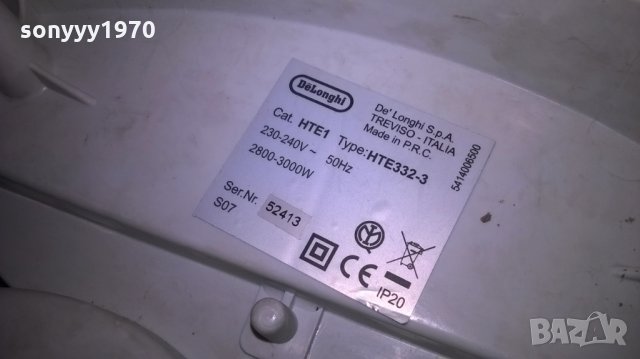 sonyyy1970
DeLonghi
De' Longhi S.p.A.
TREVISO - ITALIA
Made in P.R.C.
Cat. HTE1 Type: HTE332-3
230-240V ~ 50Hz
2800-3000W
Ser.Nr. 52413
S07
5414006500
CE
IP20
BAZAR